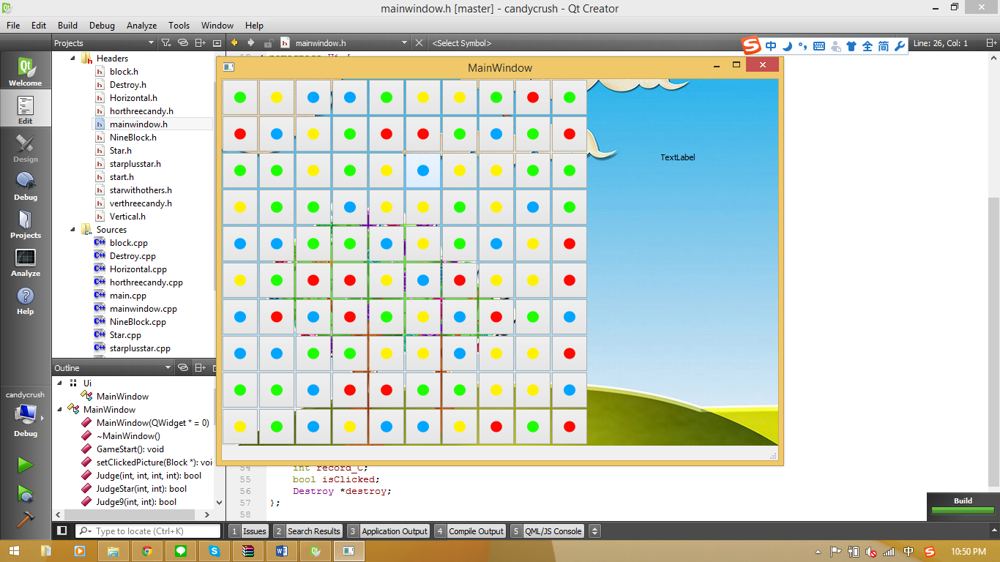 mainwindow.h [master] - candycrush - Qt Creator
File Edit Build Debug Analyze Tools Window Help
Projects
mainwindow.h
<Select Symbol>
中 全 简
Line: 26, Col: 1
Welcome
Edit
Design
Debug
Projects
Analyze
Help
candycrush
Debug
Headers
block.h
Destroy.h
Horizontal.h
horthreecandy.h
mainwindow.h
NineBlock.h
Star.h
starplusstar.h
start.h
starwithothers.h
verthreecandy.h
Vertical.h
Sources
block.cpp
Destroy.cpp
Horizontal.cpp
horthreecandy.cpp
main.cpp
mainwindow.cpp
NineBlock.cpp
Star.cpp
starplusstar.cpp
Outline
Ui
MainWindow
MainWindow
MainWindow(QWidget * = 0)
~MainWindow()
GameStart(): void
setClickedPicture(Block *): voi
Judge(int, int, int, int): bool
JudgeStar(int, int): bool
Judge9(int, int): bool
MainWindow
TextLabel
54 int record_C;
55 bool isClicked;
56 Destroy *destroy;
57 };
58
Build
Type to locate (Ctrl+K)
1 Issues
2 Search Results
3 Application Output
4 Compile Output
5 QML/JS Console
中
10:50 PM